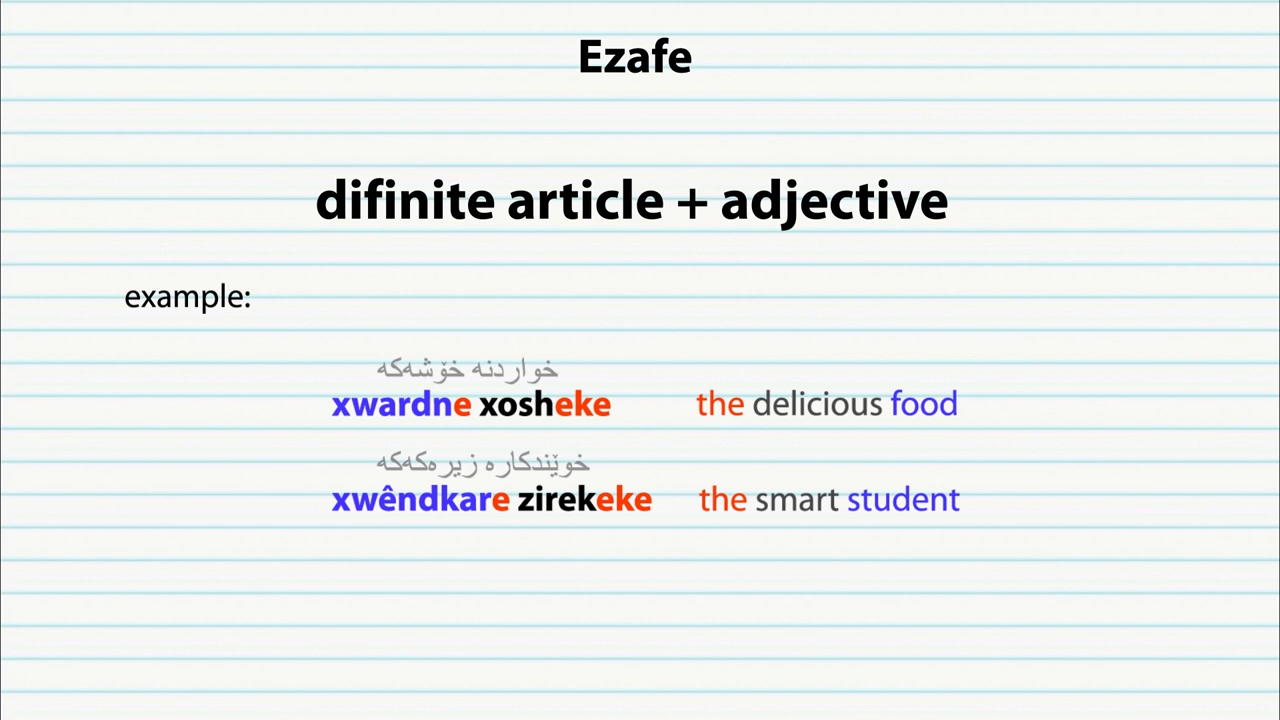 Ezafe
difinite article + adjective
example:
خواردنە خۆشەکە
xwardne xosheke the delicious food
خوێندکارە زیرەکەکە
xwêndkare zirekeke the smart student